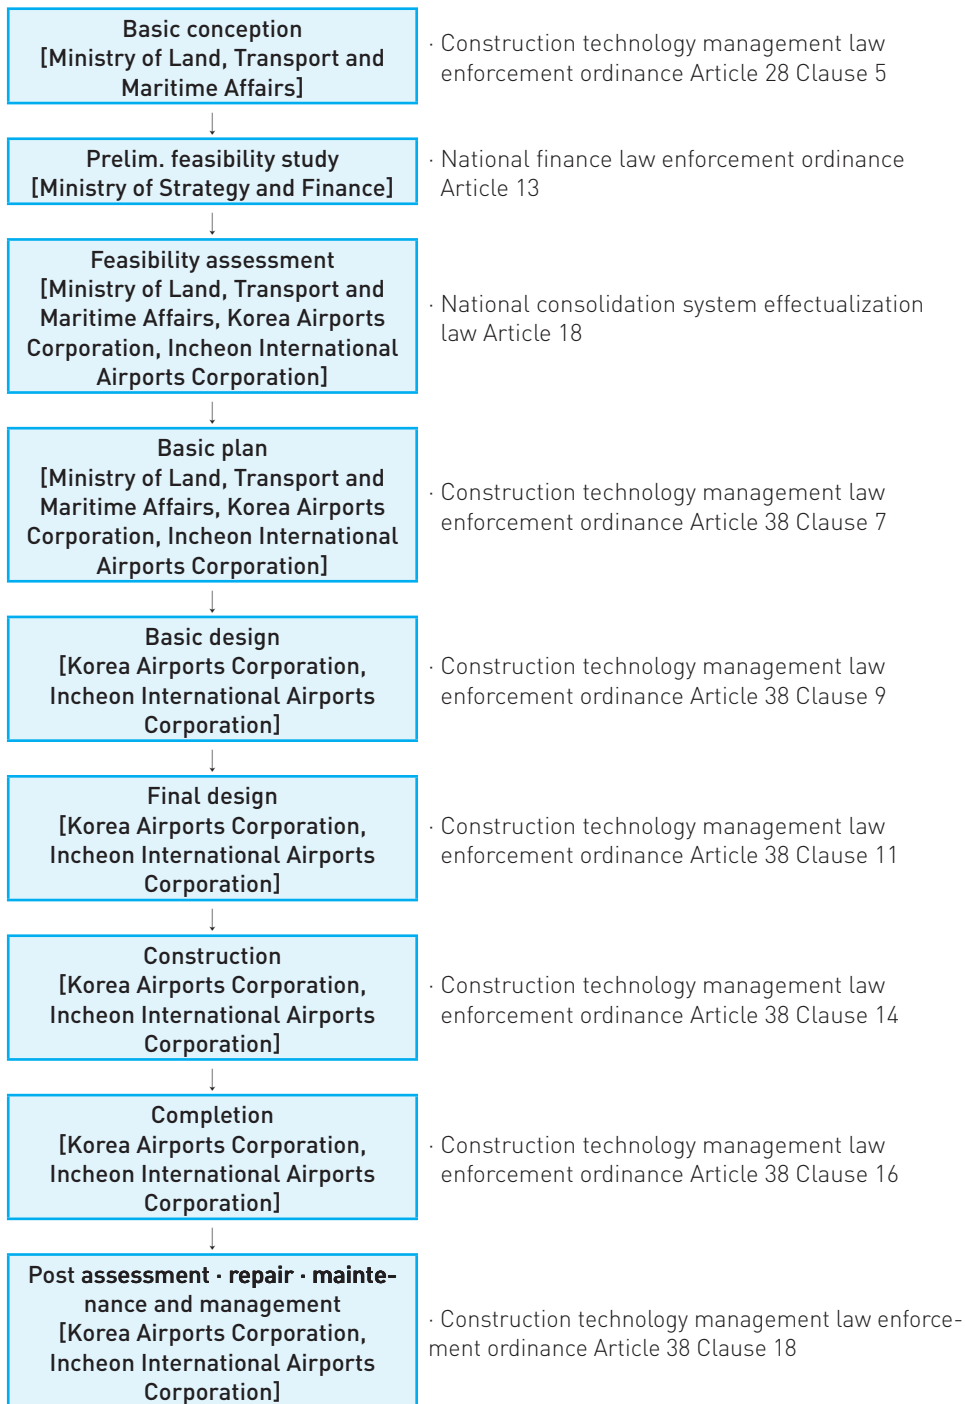 Basic conception
[Ministry of Land, Transport and
Maritime Affairs]
· Construction technology management law
enforcement ordinance Article 28 Clause 5
↓
Prelim. feasibility study
[Ministry of Strategy and Finance]
· National finance law enforcement ordinance
Article 13
↓
Feasibility assessment
[Ministry of Land, Transport and
Maritime Affairs, Korea Airports
Corporation, Incheon International
Airports Corporation]
· National consolidation system effectualization
law Article 18
↓
Basic plan
[Ministry of Land, Transport and
Maritime Affairs, Korea Airports
Corporation, Incheon International
Airports Corporation]
· Construction technology management law
enforcement ordinance Article 38 Clause 7
↓
Basic design
[Korea Airports Corporation,
Incheon International Airports
Corporation]
· Construction technology management law
enforcement ordinance Article 38 Clause 9
↓
Final design
[Korea Airports Corporation,
Incheon International Airports
Corporation]
· Construction technology management law
enforcement ordinance Article 38 Clause 11
↓
Construction
[Korea Airports Corporation,
Incheon International Airports
Corporation]
· Construction technology management law
enforcement ordinance Article 38 Clause 14
↓
Completion
[Korea Airports Corporation,
Incheon International Airports
Corporation]
· Construction technology management law
enforcement ordinance Article 38 Clause 16
↓
Post assessment · repair · mainte-
nance and management
[Korea Airports Corporation,
Incheon International Airports
Corporation]
· Construction technology management law enforce-
ment ordinance Article 38 Clause 18